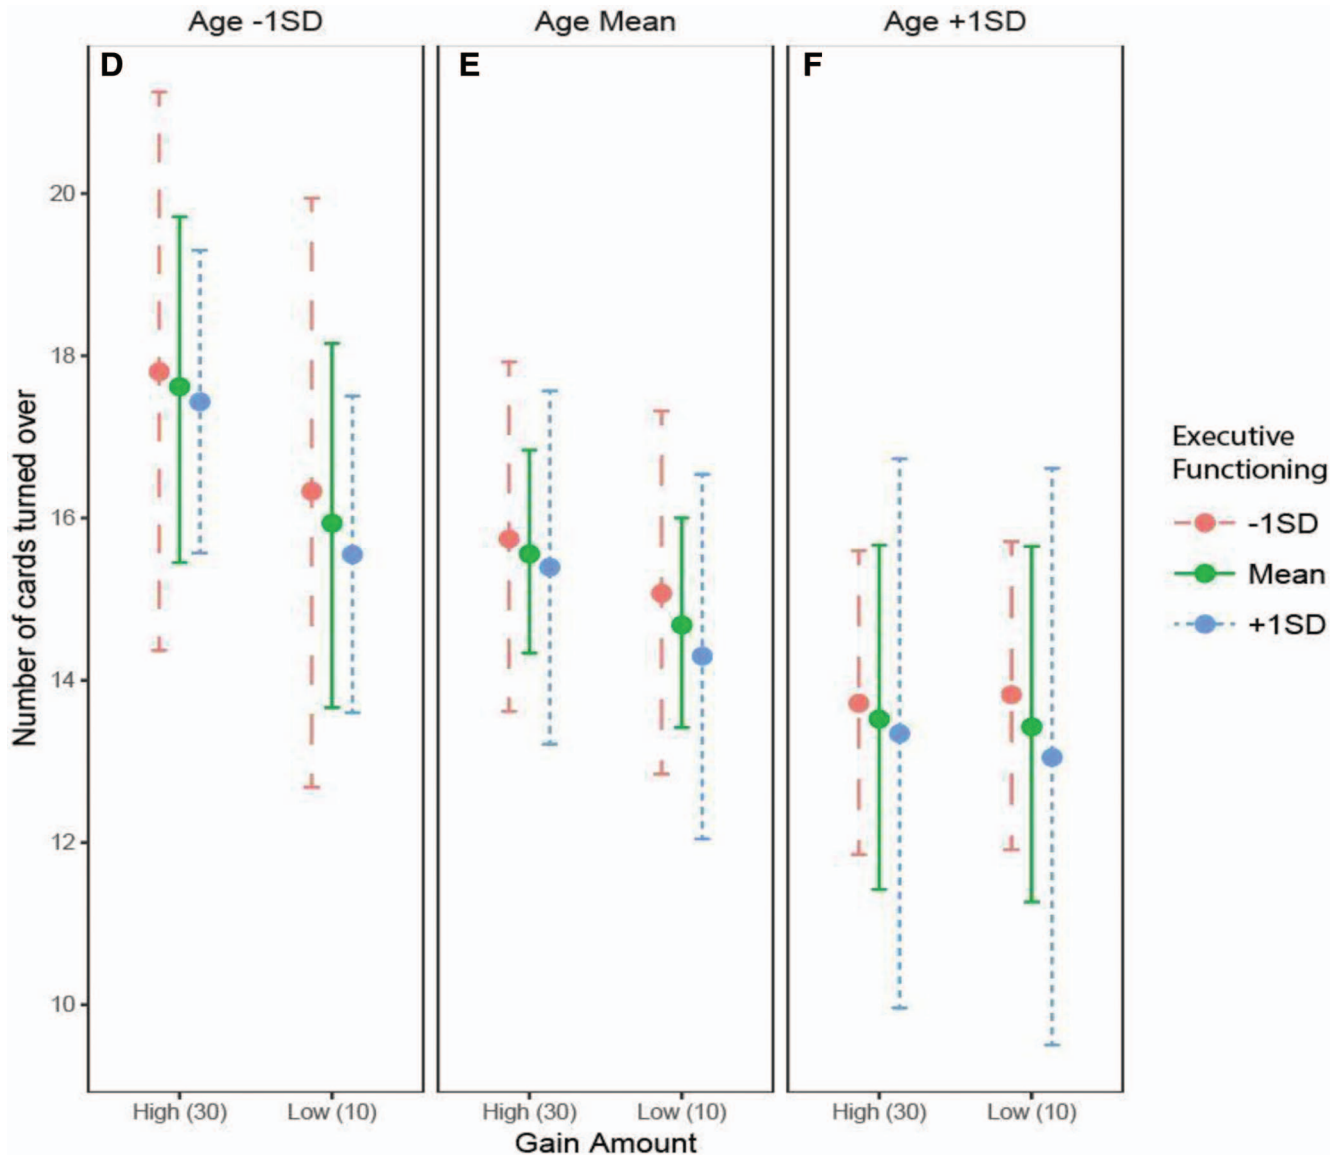 Age -1SD
Age Mean
Age +1SD
D
E
F
20
18
16
14
12
10
Number of cards turned over
High (30)
Low (10)
High (30)
Low (10)
High (30)
Low (10)
Gain Amount
Executive
Functioning
-1SD
Mean
+1SD